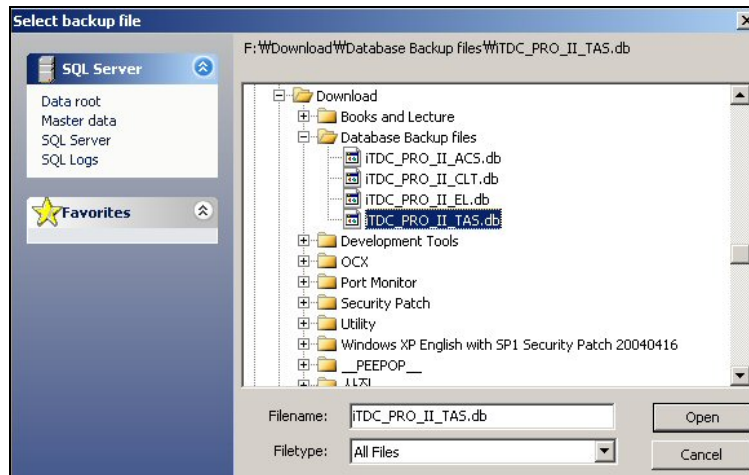 Select backup file
F:₩Download₩Database Backup files₩iTDC_PRO_II_TAS.db
SQL Server
Data root
Master data
SQL Server
SQL Logs
Favorites
Download
Books and Lecture
Database Backup files
iTDC_PRO_II_ACS.db
iTDC_PRO_II_CLT.db
iTDC_PRO_II_EL.db
iTDC_PRO_II_TAS.db
Development Tools
OCX
Port Monitor
Security Patch
Utility
Windows XP English with SP1 Security Patch 20040416
__PEEPOP__
Filename:
iTDC_PRO_II_TAS.db
Open
Filetype:
All Files
Cancel